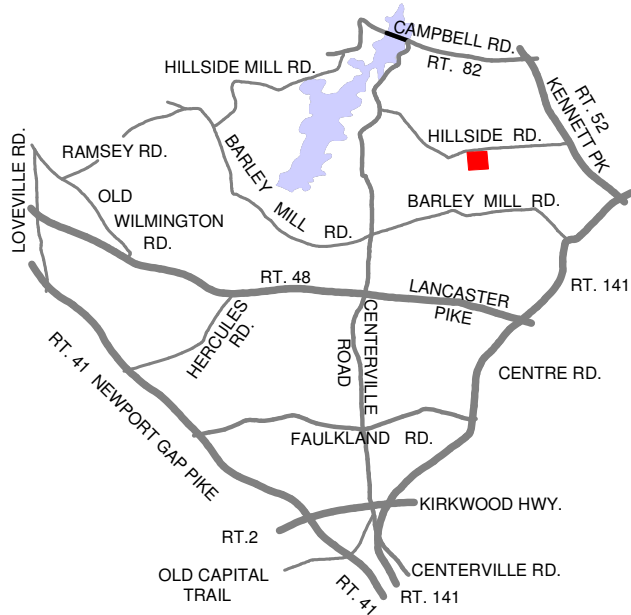 CAMPBELL RD.
RT. 82
HILLSIDE MILL RD.
RT. 52
KENNETT PK
HILLSIDE RD.
LOVEVILLE RD.
RAMSEY RD.
BARLEY
MILL RD.
OLD
WILMINGTON
RD.
BARLEY MILL RD.
RT. 48
LANCASTER
PIKE
RT. 141
HERCULES
RD.
CENTERVILLE
ROAD
RT. 41 NEWPORT GAP PIKE
CENTRE RD.
FAULKLAND RD.
KIRKWOOD HWY.
RT.2
OLD CAPITAL
TRAIL
CENTERVILLE RD.
RT. 41
RT. 141